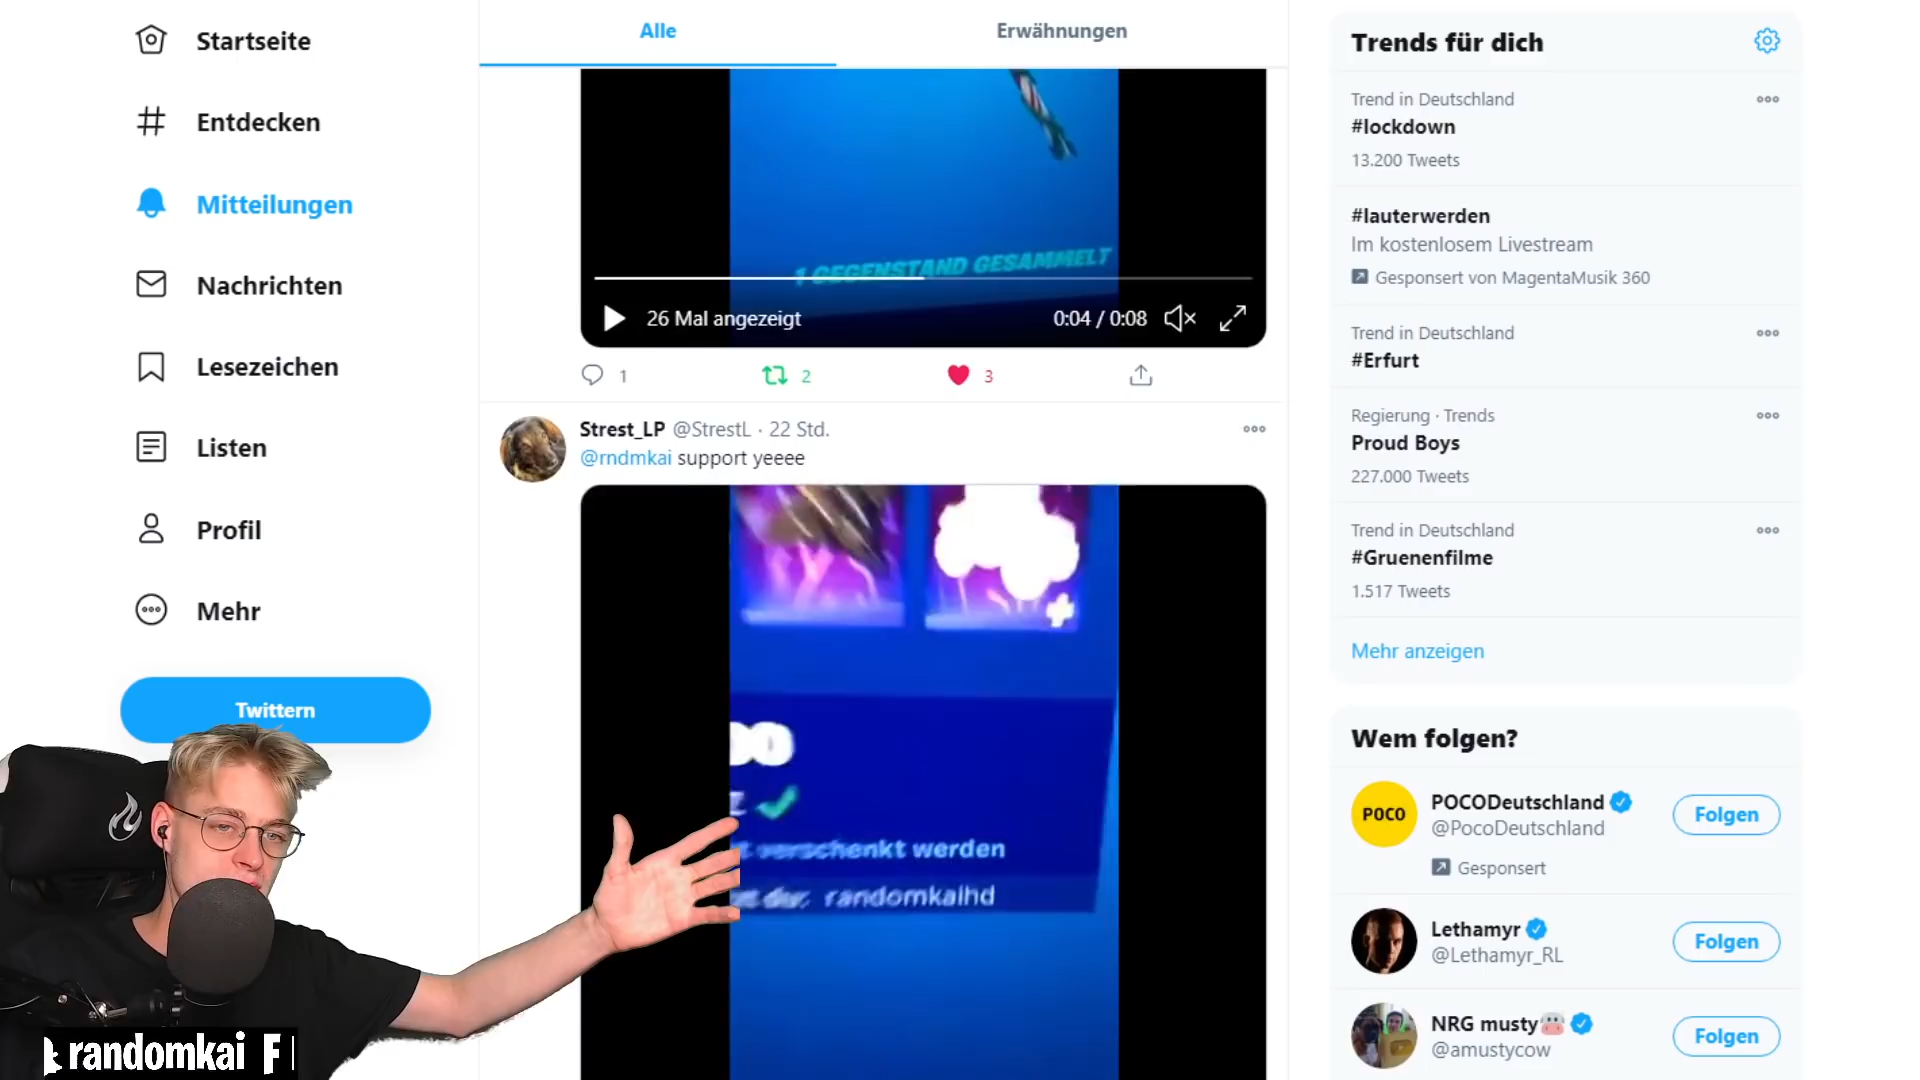 Startseite
Entdecken
Mitteilungen
Nachrichten
Lesezeichen
Listen
Profil
Mehr
Twittern
randomkai F
Alle
Erwähnungen
1 GEGENSTAND GESAMMELT
26 Mal angezeigt
0:04 / 0:08
1
2
3
Strest_LP @StrestL · 22 Std.
@rndmkai support yeeee
verschenkt werden
randomkaihd
Trends für dich
Trend in Deutschland
#lockdown
13.200 Tweets
#lauterwerden
Im kostenlosem Livestream
Gesponsert von MagentaMusik 360
Trend in Deutschland
#Erfurt
Regierung · Trends
Proud Boys
227.000 Tweets
Trend in Deutschland
#Gruenenfilme
1.517 Tweets
Mehr anzeigen
Wem folgen?
POCO
POCODeutschland
@PocoDeutschland
Folgen
Gesponsert
Lethamyr
@Lethamyr_RL
Folgen
NRG musty
@amustycow
Folgen